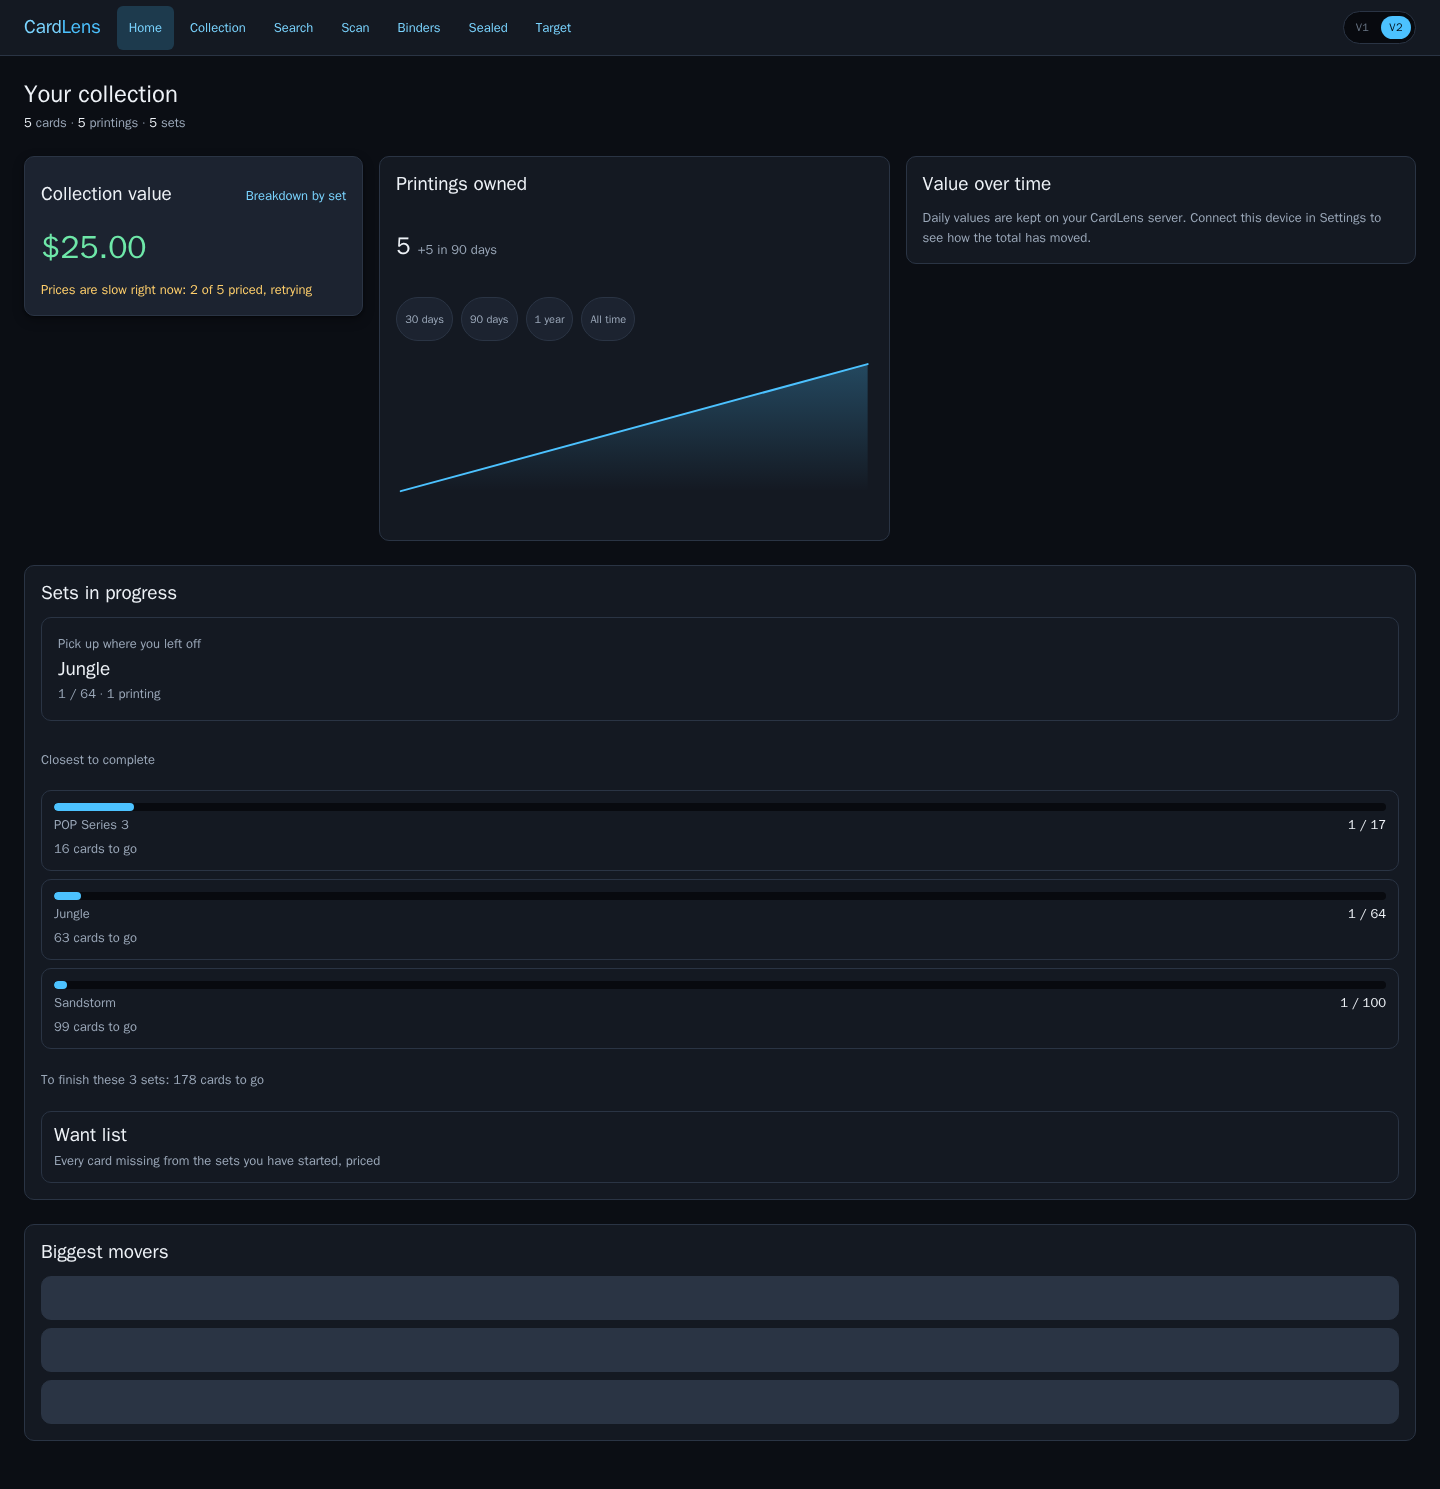 CardLens Home Collection Search Scan Binders Sealed Target V1 V2
Your collection
5 cards · 5 printings · 5 sets
Collection value Breakdown by set
$25.00
Prices are slow right now: 2 of 5 priced, retrying
Printings owned
5 +5 in 90 days
30 days 90 days 1 year All time
Value over time
Daily values are kept on your CardLens server. Connect this device in Settings to
see how the total has moved.
Sets in progress
Pick up where you left off
Jungle
1 / 64 · 1 printing
Closest to complete
POP Series 3 1 / 17
16 cards to go
Jungle 1 / 64
63 cards to go
Sandstorm 1 / 100
99 cards to go
To finish these 3 sets: 178 cards to go
Want list
Every card missing from the sets you have started, priced
Biggest movers